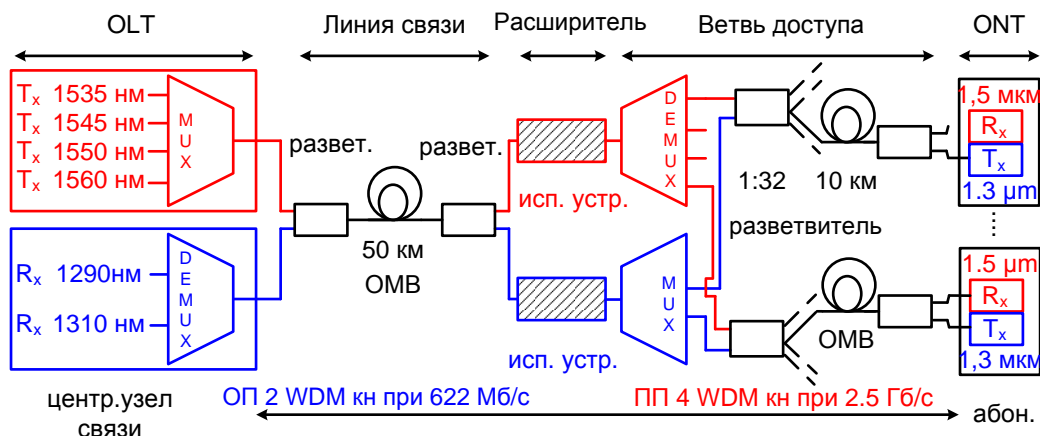 OLT
Линия связи
Расширитель
Ветвь доступа
ONT
Tx 1535 нм
Tx 1545 нм
Tx 1550 нм
Tx 1560 нм
MUX
развет.
развет.
исп. устр.
DEMUX
1:32
10 км
1,5 мкм
Rx
Tx
1.3 µm
Rx 1290нм
Rx 1310 нм
DEMUX
50 км
ОМВ
исп. устр.
MUX
разветвитель
ОМВ
1.5 µm
Rx
Tx
1,3 мкм
центр.узел
связи
ОП 2 WDM кн при 622 Мб/с
ПП 4 WDM кн при 2.5 Гб/с
абон.